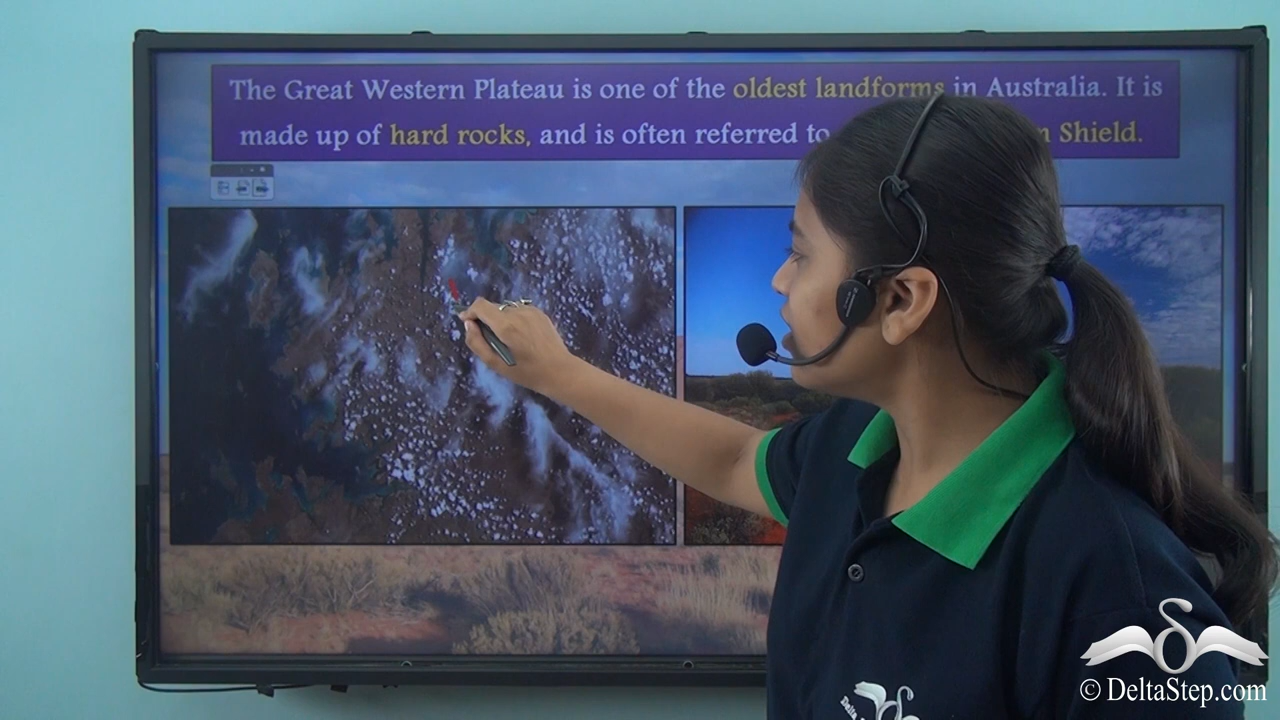 The Great Western Plateau is one of the oldest landforms in Australia. It is
made up of hard rocks, and is often referred to n Shield.
Delta
© DeltaStep.com